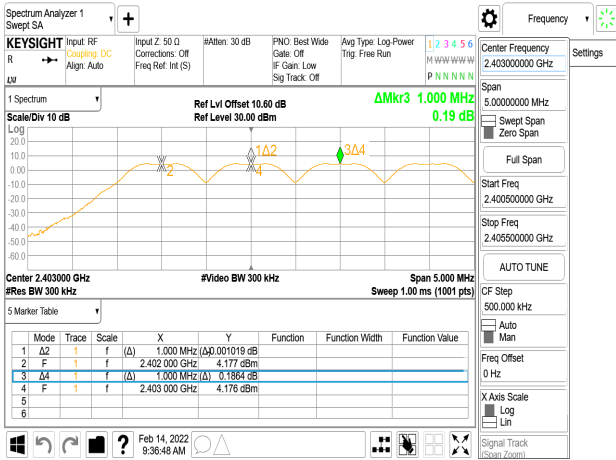 Spectrum Analyzer 1
Swept SA
+
Frequency
KEYSIGHT Input: RF Input Z: 50 Ω #Atten: 30 dB PNO: Best Wide Avg Type: Log-Power 1 2 3 4 5 6
R Coupling: DC Corrections: Off Gate: Off Trig: Free Run M W W W W W
Align: Auto Freq Ref: Int (S) IF Gain: Low
Sig Track: Off P N N N N N
LXI
1 Spectrum
Scale/Div 10 dB
Ref Lvl Offset 10.60 dB
Ref Level 30.00 dBm
ΔMkr3 1.000 MHz
0.19 dB
Log
20.0
10.0
0.00
-10.0
-20.0
-30.0
-40.0
-50.0
-60.0
1Δ2
3Δ4
2
4
Center 2.403000 GHz #Video BW 300 kHz Span 5.000 MHz
#Res BW 300 kHz Sweep 1.00 ms (1001 pts)
5 Marker Table
Mode Trace Scale X Y Function Function Width Function Value
1 Δ2 1 f (Δ) 1.000 MHz (Δ) -0.001019 dB
2 F 1 f 2.402 000 GHz 4.177 dBm
3 Δ4 1 f (Δ) 1.000 MHz (Δ) 0.1864 dB
4 F 1 f 2.403 000 GHz 4.176 dBm
5
6
?
Feb 14, 2022
9:36:48 AM
Center Frequency
2.403000000 GHz
Settings
Span
5.00000000 MHz
Swept Span
Zero Span
Full Span
Start Freq
2.400500000 GHz
Stop Freq
2.405500000 GHz
AUTO TUNE
CF Step
500.000 kHz
Auto
Man
Freq Offset
0 Hz
X Axis Scale
Log
Lin
Signal Track
(Span Zoom)